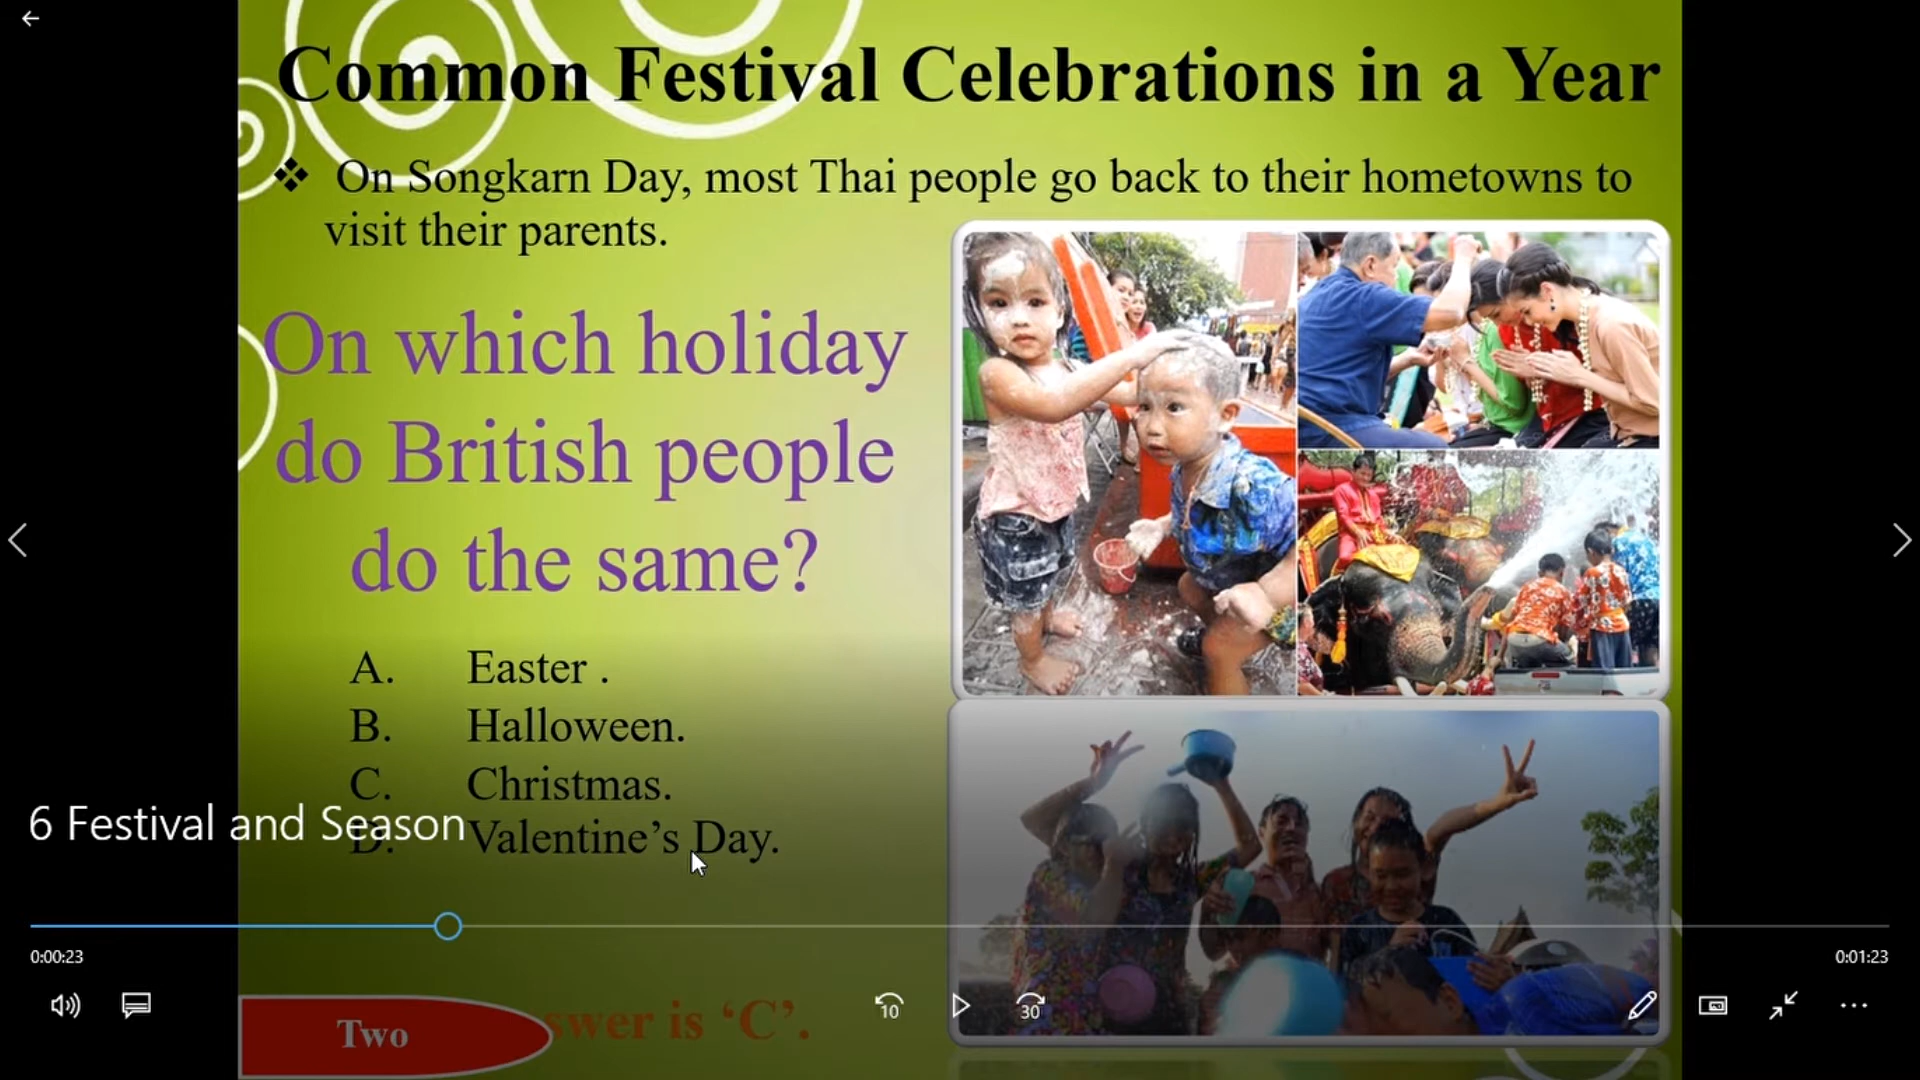 Common Festival Celebrations in a Year
❖ On Songkarn Day, most Thai people go back to their hometowns to
visit their parents.
On which holiday
do British people
do the same?
A. Easter .
B. Halloween.
C. Christmas.
D. Valentine’s Day.
6 Festival and Season
0:00:23
0:01:23
10
30
Two
swer is ‘C’.